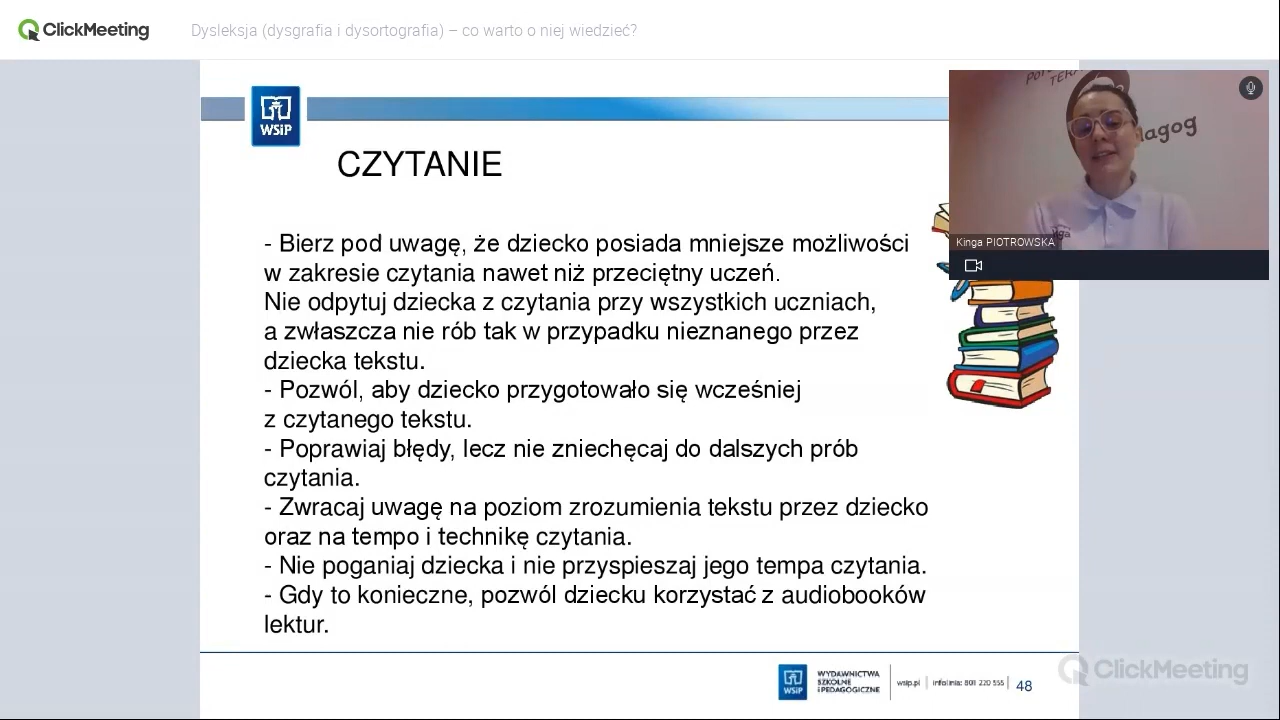 ClickMeeting
Dysleksja (dysgrafia i dysortografia) – co warto o niej wiedzieć?
WSiP
CZYTANIE
agog
Kinga PIOTROWSKA
- Bierz pod uwagę, że dziecko posiada mniejsze możliwości
w zakresie czytania nawet niż przeciętny uczeń.
Nie odpytuj dziecka z czytania przy wszystkich uczniach,
a zwłaszcza nie rób tak w przypadku nieznanego przez
dziecka tekstu.
- Pozwól, aby dziecko przygotowało się wcześniej
z czytanego tekstu.
- Poprawiaj błędy, lecz nie zniechęcaj do dalszych prób
czytania.
- Zwracaj uwagę na poziom zrozumienia tekstu przez dziecko
oraz na tempo i technikę czytania.
- Nie poganiaj dziecka i nie przyspieszaj jego tempa czytania.
- Gdy to konieczne, pozwól dziecku korzystać z audiobooków
lektur.
WSiP
WYDAWNICTWA
SZKOLNE
I PEDAGOGICZNE
wsip.pl | infolinia: 801 220 555 | 48
ClickMeeting